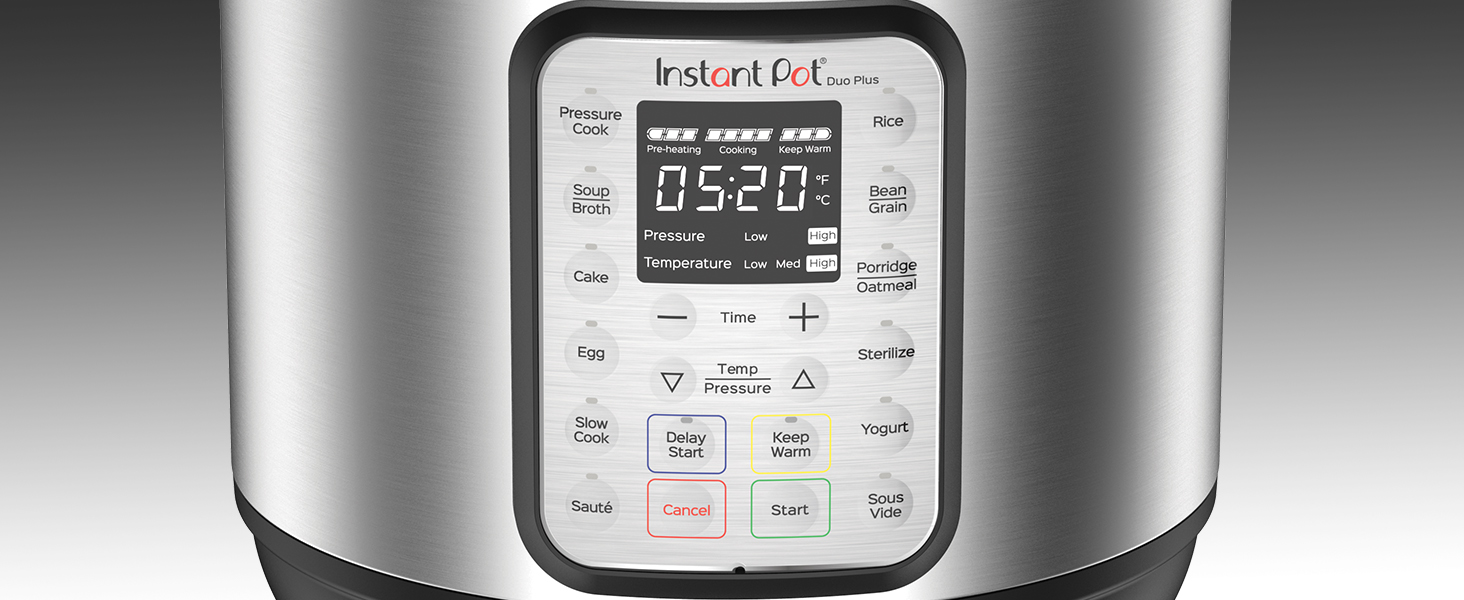 Instant Pot® Duo Plus
Pressure
Cook
Soup
Broth
Cake
Egg
Slow
Cook
Sauté
Pre-heating Cooking Keep Warm
05:20 °F
°C
Pressure Low High
Temperature Low Med High
− Time +
Temp
Pressure
Delay
Start
Keep
Warm
Cancel
Start
Rice
Bean
Grain
Porridge
Oatmeal
Sterilize
Yogurt
Sous
Vide